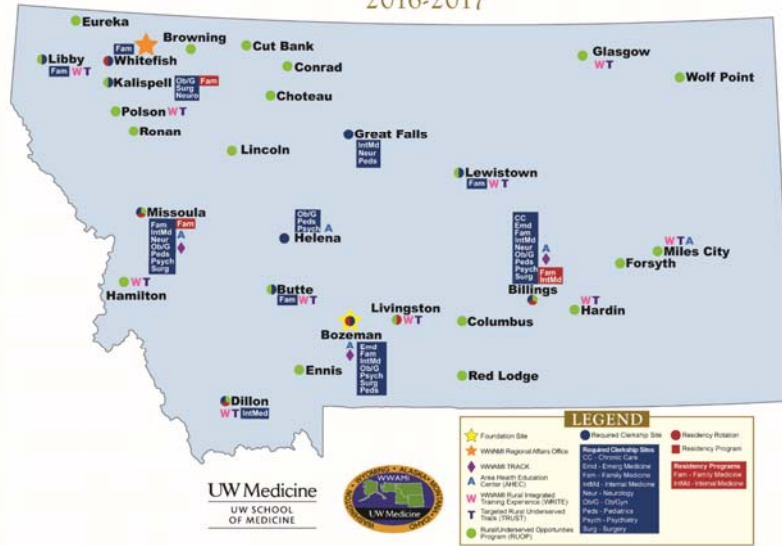 2016-2017
Eureka
Browning
Cut Bank
Glasgow
W T
Libby
Fam W T
Fam
Whitefish
Conrad
Wolf Point
Kalispell
Ob/G
Surg
Neuro
Fam
Choteau
Polson W T
Ronan
Great Falls
IntMd
Neur
Peds
Lincoln
Lewistown
Fam W T
Missoula
Fam
IntMd
Neur
Ob/G
Peds
Psych
Surg
Fam
A
Ob/G
Peds
Psych
A
Helena
CC
Emd
Fam
IntMd
Neur
Ob/G
Peds
Psych
Surg
A
Fam
IntMd
Billings
W T A
Miles City
Forsyth
W T
Hamilton
Butte
Fam W T
Livingston
W T
Columbus
W T
Hardin
Bozeman
A
Emd
Fam
IntMd
Ob/G
Psych
Surg
Peds
Ennis
Red Lodge
Dillon
W T IntMed
UW Medicine
UW SCHOOL
OF MEDICINE
WASHINGTON • WYOMING • ALASKA • MONTANA • IDAHO
WWAMI
UW Medicine
LEGEND
Foundation Site
WWAMI Regional Affairs Office
WWAMI TRACK
A Area Health Education
Center (AHEC)
W WWAMI Rural Integrated
Training Experience (WRITE)
T Targeted Rural Underserved
Track (TRUST)
Rural/Underserved Opportunities
Program (RUOP)
Required Clerkship Site
Required Clerkship Sites
CC - Chronic Care
Emd - Emerg Medicine
Fam - Family Medicine
IntMd - Internal Medicine
Neur - Neurology
Ob/G - Ob/Gyn
Peds - Pediatrics
Psych - Psychiatry
Surg - Surgery
Residency Rotation
Residency Program
Residency Programs
Fam - Family Medicine
IntMd - Internal Medicine